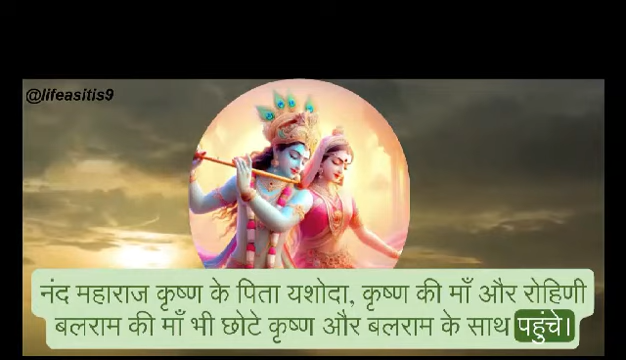 @lifeasitis9
नंद महाराज कृष्ण के पिता यशोदा, कृष्ण की माँ और रोहिणी
बलराम की माँ भी छोटे कृष्ण और बलराम के साथ पहुंचे।